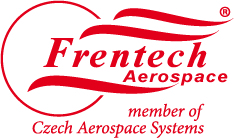 Frentech®
Aerospace
member of
Czech Aerospace Systems